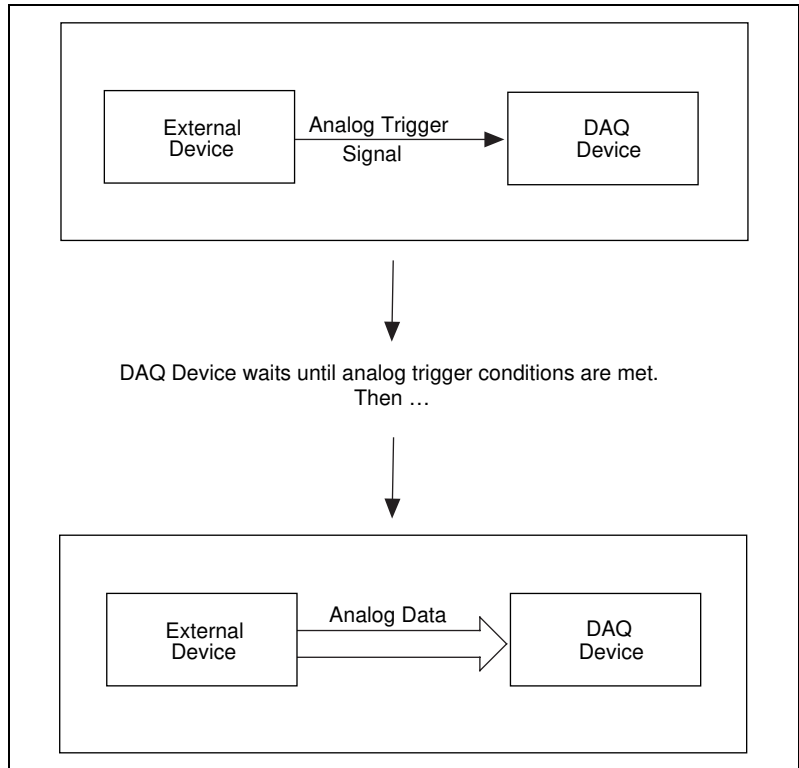 External
Device
Analog Trigger
Signal
DAQ
Device
DAQ Device waits until analog trigger conditions are met.
Then …
External
Device
Analog Data
DAQ
Device